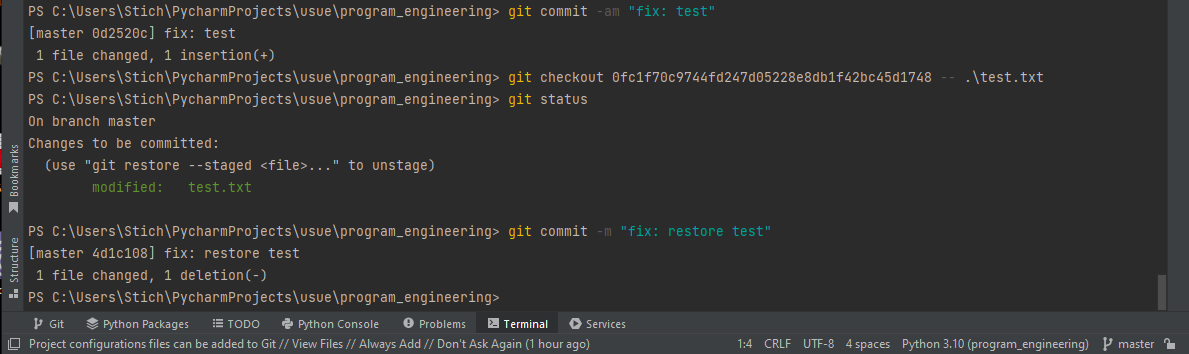 PS C:\Users\Stich\PycharmProjects\usue\program_engineering> git commit -am "fix: test"
[master 0d2520c] fix: test
 1 file changed, 1 insertion(+)
PS C:\Users\Stich\PycharmProjects\usue\program_engineering> git checkout 0fc1f70c9744fd247d05228e8db1f42bc45d1748 -- .\test.txt
PS C:\Users\Stich\PycharmProjects\usue\program_engineering> git status
On branch master
Changes to be committed:
  (use "git restore --staged <file>..." to unstage)
        modified:   test.txt
PS C:\Users\Stich\PycharmProjects\usue\program_engineering> git commit -m "fix: restore test"
[master 4d1c108] fix: restore test
 1 file changed, 1 deletion(-)
PS C:\Users\Stich\PycharmProjects\usue\program_engineering>
Bookmarks
Structure
Git Python Packages TODO Python Console Problems Terminal Services
Project configurations files can be added to Git // View Files // Always Add // Don't Ask Again (1 hour ago) 1:4 CRLF UTF-8 4 spaces Python 3.10 (program_engineering) master